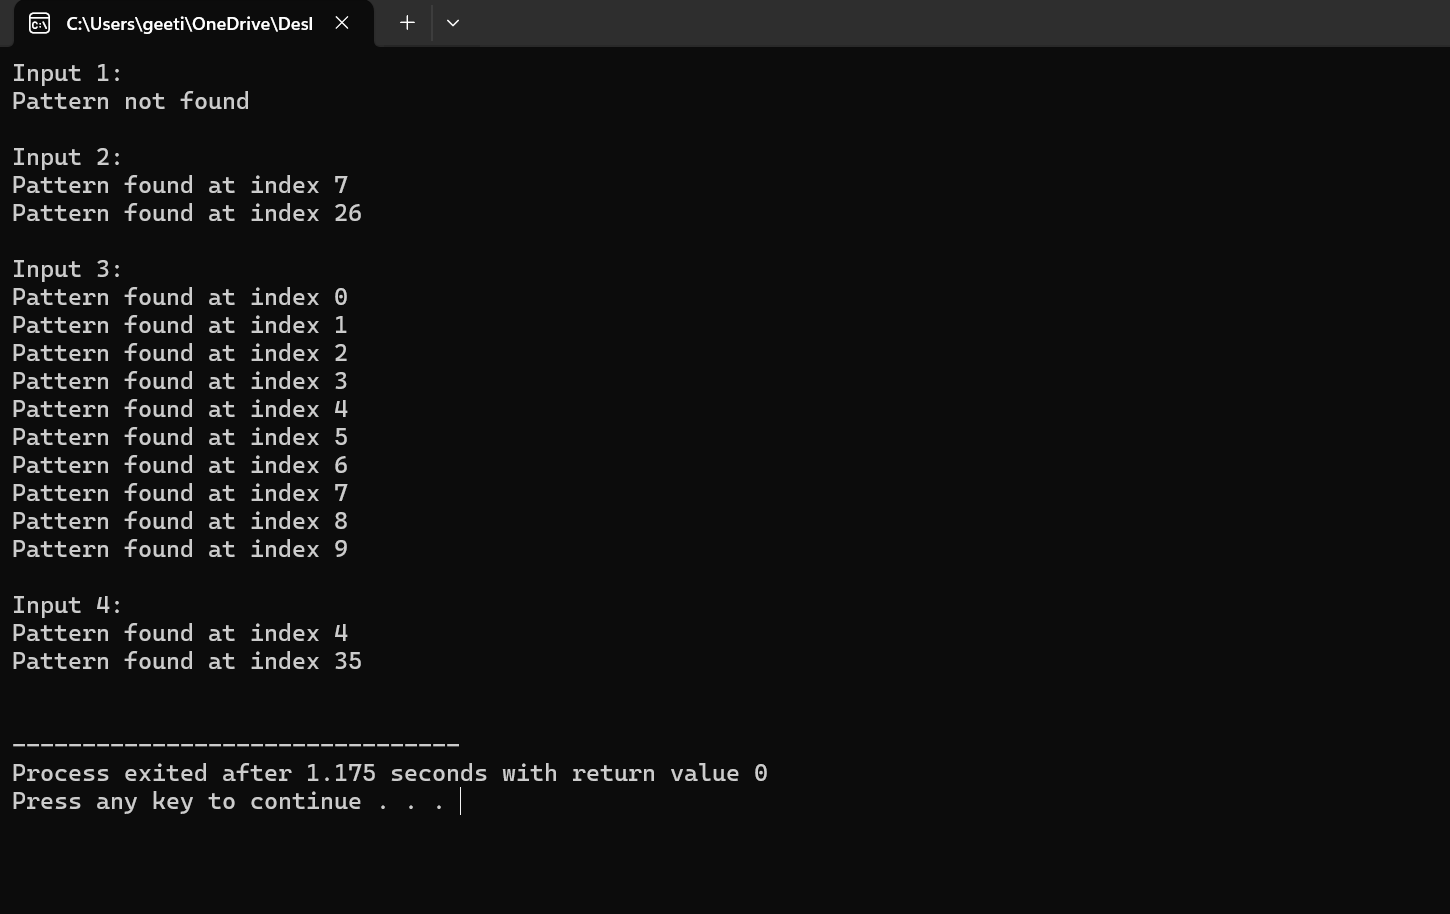 C:\Users\geeti\OneDrive\Desl
Input 1:
Pattern not found
Input 2:
Pattern found at index 7
Pattern found at index 26
Input 3:
Pattern found at index 0
Pattern found at index 1
Pattern found at index 2
Pattern found at index 3
Pattern found at index 4
Pattern found at index 5
Pattern found at index 6
Pattern found at index 7
Pattern found at index 8
Pattern found at index 9
Input 4:
Pattern found at index 4
Pattern found at index 35
--------------------------------
Process exited after 1.175 seconds with return value 0
Press any key to continue . . .